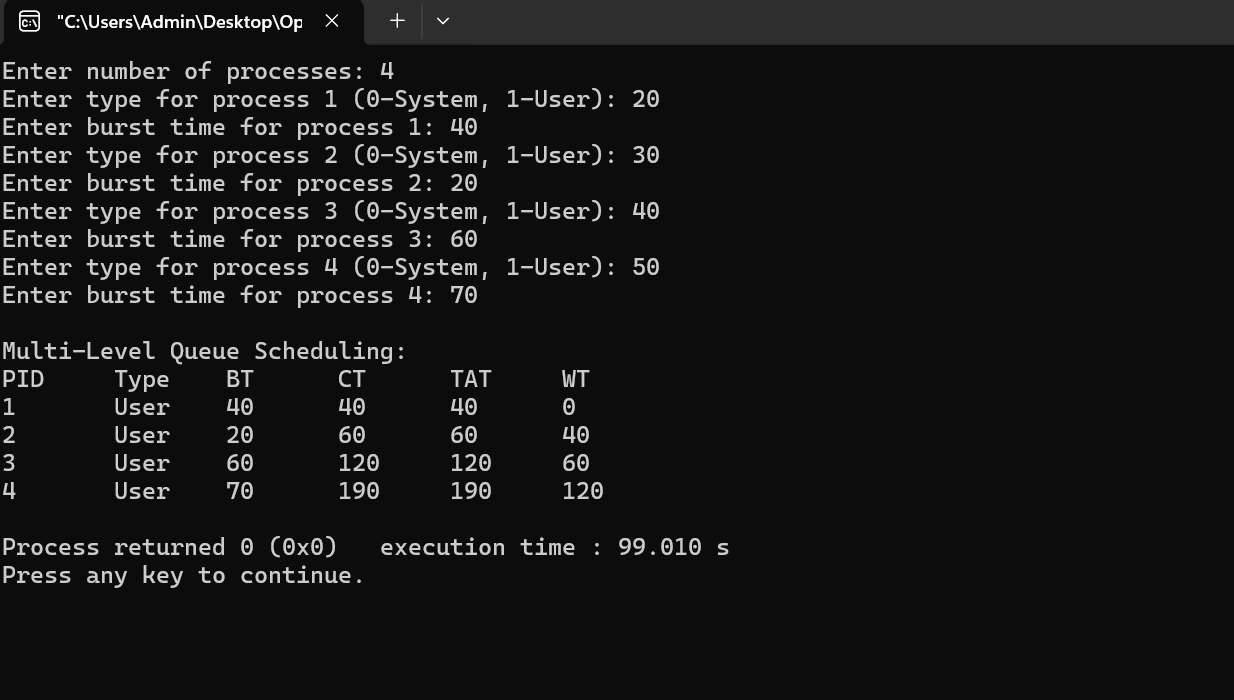 "C:\Users\Admin\Desktop\Op
Enter number of processes: 4
Enter type for process 1 (0-System, 1-User): 20
Enter burst time for process 1: 40
Enter type for process 2 (0-System, 1-User): 30
Enter burst time for process 2: 20
Enter type for process 3 (0-System, 1-User): 40
Enter burst time for process 3: 60
Enter type for process 4 (0-System, 1-User): 50
Enter burst time for process 4: 70
Multi-Level Queue Scheduling:
PID Type BT CT TAT WT
1 User 40 40 40 0
2 User 20 60 60 40
3 User 60 120 120 60
4 User 70 190 190 120
Process returned 0 (0x0) execution time : 99.010 s
Press any key to continue.